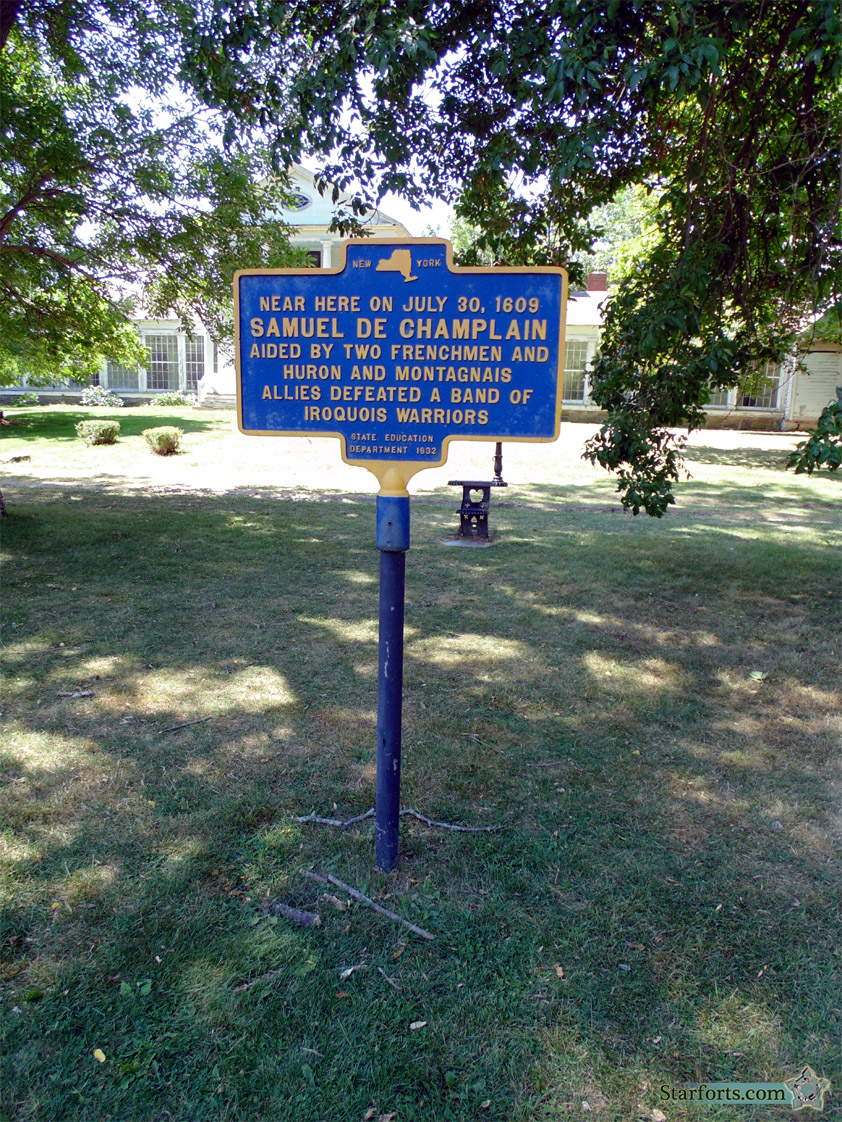 NEW YORK
NEAR HERE ON JULY 30, 1609
SAMUEL DE CHAMPLAIN
AIDED BY TWO FRENCHMEN AND
HURON AND MONTAGNAIS
ALLIES DEFEATED A BAND OF
IROQUOIS WARRIORS
STATE EDUCATION
DEPARTMENT 1932
Starforts.com